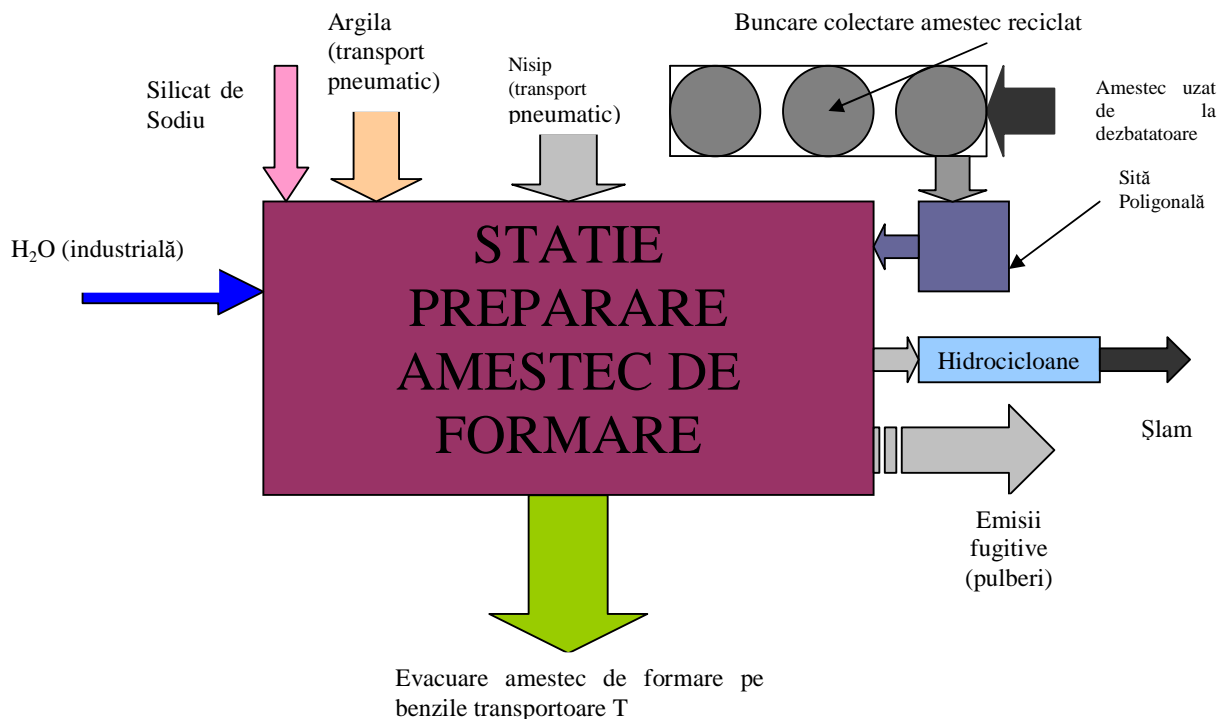 Buncare colectare amestec reciclat
Argila
(transport
pneumatic)
Nisip
(transport
pneumatic)
Silicat de
Sodiu
Amestec uzat
de la
dezbatatoare
Sită
Poligonală
H₂O (industrială)
STATIE
PREPARARE
AMESTEC DE
FORMARE
Hidrocicloane
Şlam
Emisii
fugitive
(pulberi)
Evacuare amestec de formare pe
benzile transportoare T